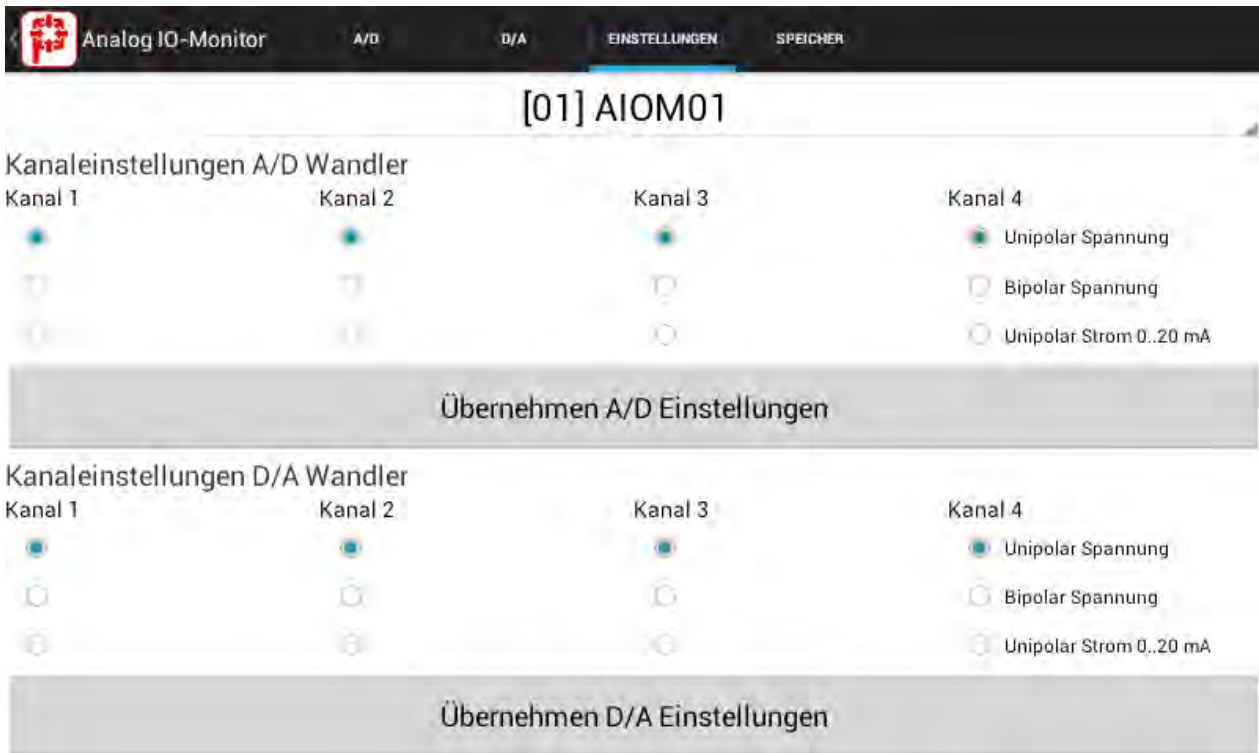 Analog IO-Monitor A/D D/A EINSTELLUNGEN SPEICHER
[01] AIOM01
Kanaleinstellungen A/D Wandler
Kanal 1 Kanal 2 Kanal 3 Kanal 4
Unipolar Spannung
Bipolar Spannung
Unipolar Strom 0..20 mA
Übernehmen A/D Einstellungen
Kanaleinstellungen D/A Wandler
Kanal 1 Kanal 2 Kanal 3 Kanal 4
Unipolar Spannung
Bipolar Spannung
Unipolar Strom 0..20 mA
Übernehmen D/A Einstellungen